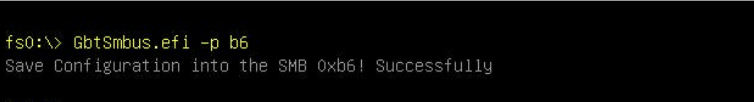 fs0:\> GbtSmbus.efi -p b6
Save Configuration into the SMB 0xb6! Successfully